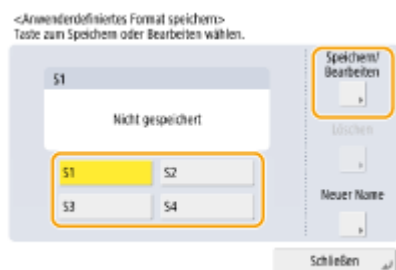 <Anwenderdefiniertes Format speichern>
Taste zum Speichern oder Bearbeiten wählen.
S1
Nicht gespeichert
S1
S2
S3
S4
Speichern/
Bearbeiten
Löschen
Neuer Name
Schließen